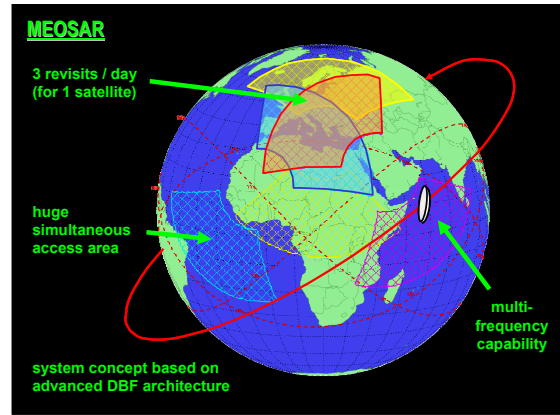 MEOSAR
3 revisits / day
(for 1 satellite)
huge
simultaneous
access area
multi-
frequency
capability
system concept based on
advanced DBF architecture